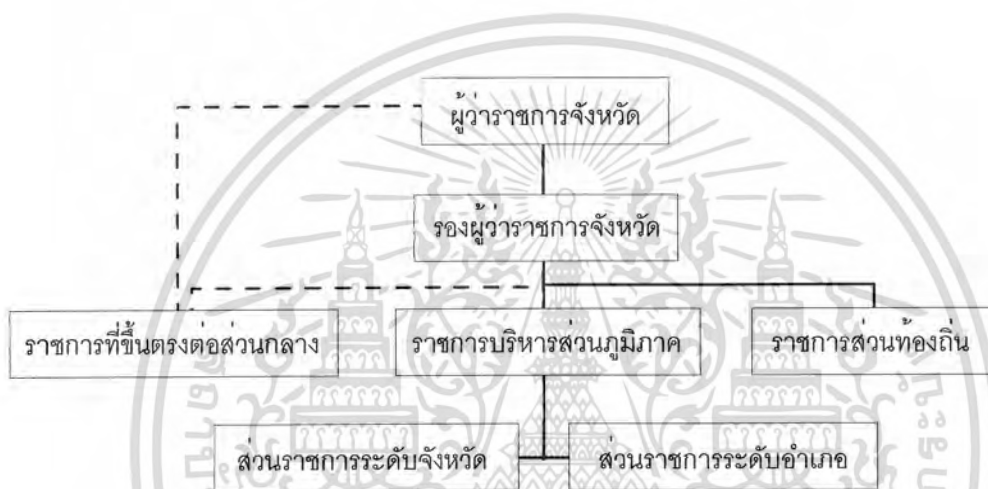 ผู้ว่าราชการจังหวัด
รองผู้ว่าราชการจังหวัด
ราชการที่ขึ้นตรงต่อส่วนกลาง
ราชการบริหารส่วนภูมิภาค
ราชการส่วนท้องถิ่น
ส่วนราชการระดับจังหวัด
ส่วนราชการระดับอำเภอ